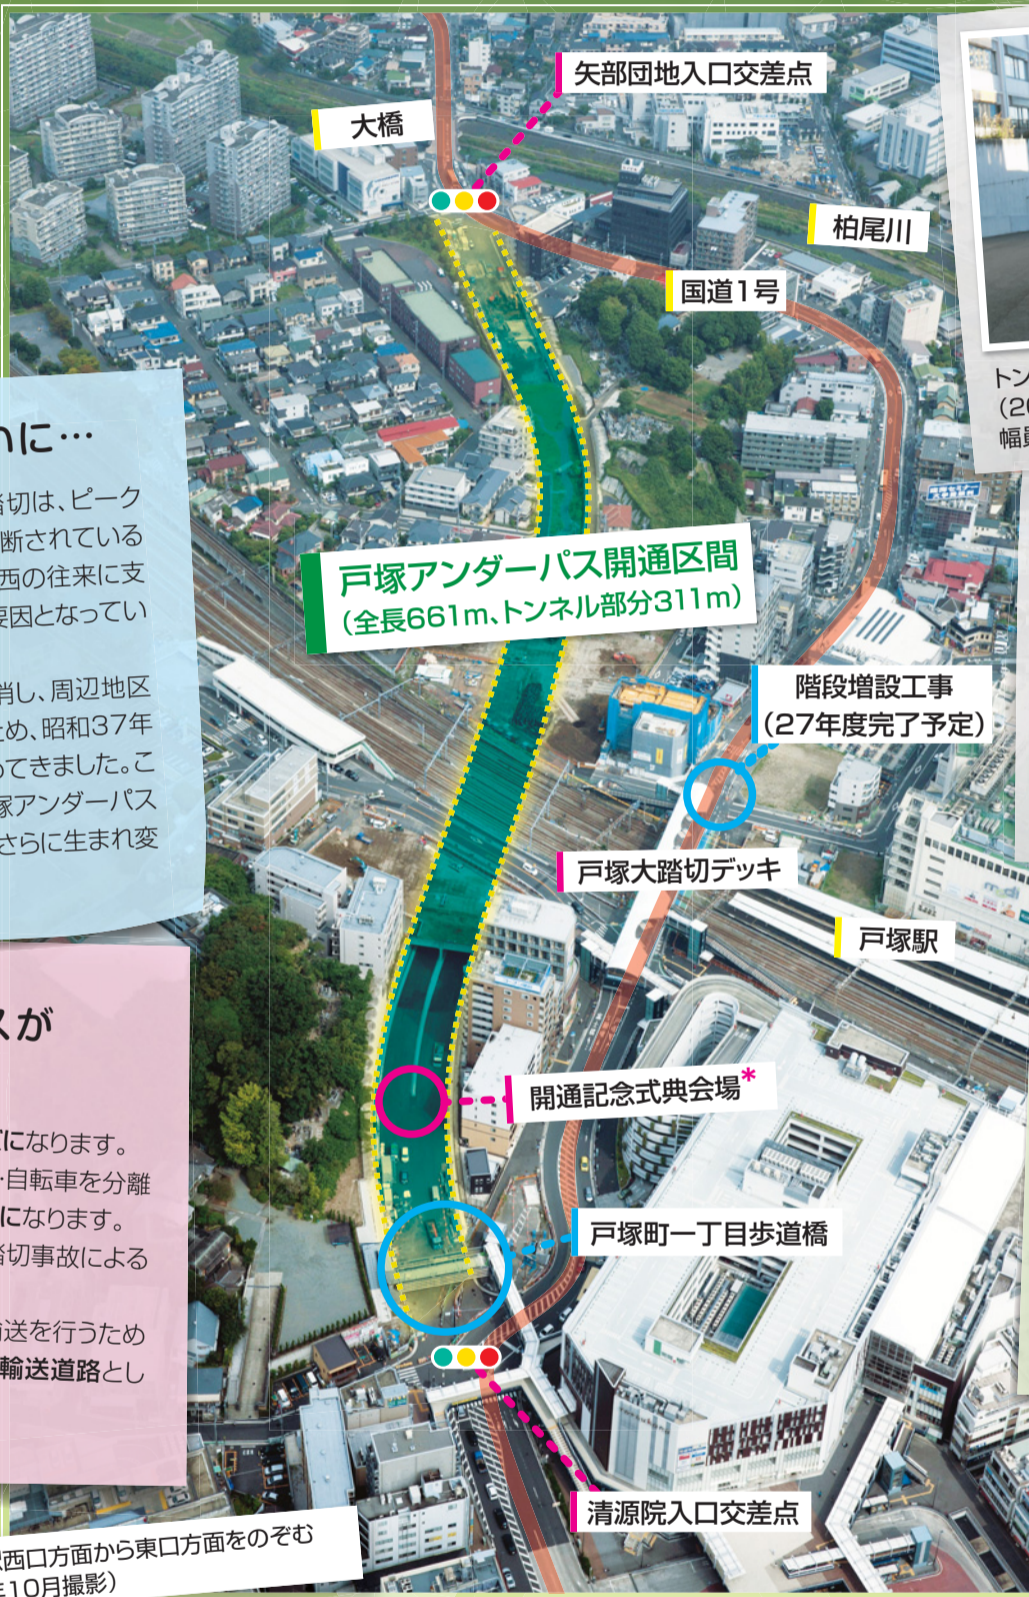 矢部団地入口交差点
大橋
柏尾川
国道1号
トン
(20
幅員
いに…
踏切は、ピーク
断されている
西の往来に支
要因となってい
消し、周辺地区
ため、昭和37年
めてきました。こ
塚アンダーパス
さらに生まれ変
戸塚アンダーパス開通区間
(全長661m、トンネル部分311m)
階段増設工事
(27年度完了予定)
戸塚大踏切デッキ
戸塚駅
スが
になります。
・自転車を分離
になります。
踏切事故による
輸送を行うため
輸送道路とし
開通記念式典会場*
戸塚町一丁目歩道橋
清源院入口交差点
西口方面から東口方面をのぞむ
年10月撮影)